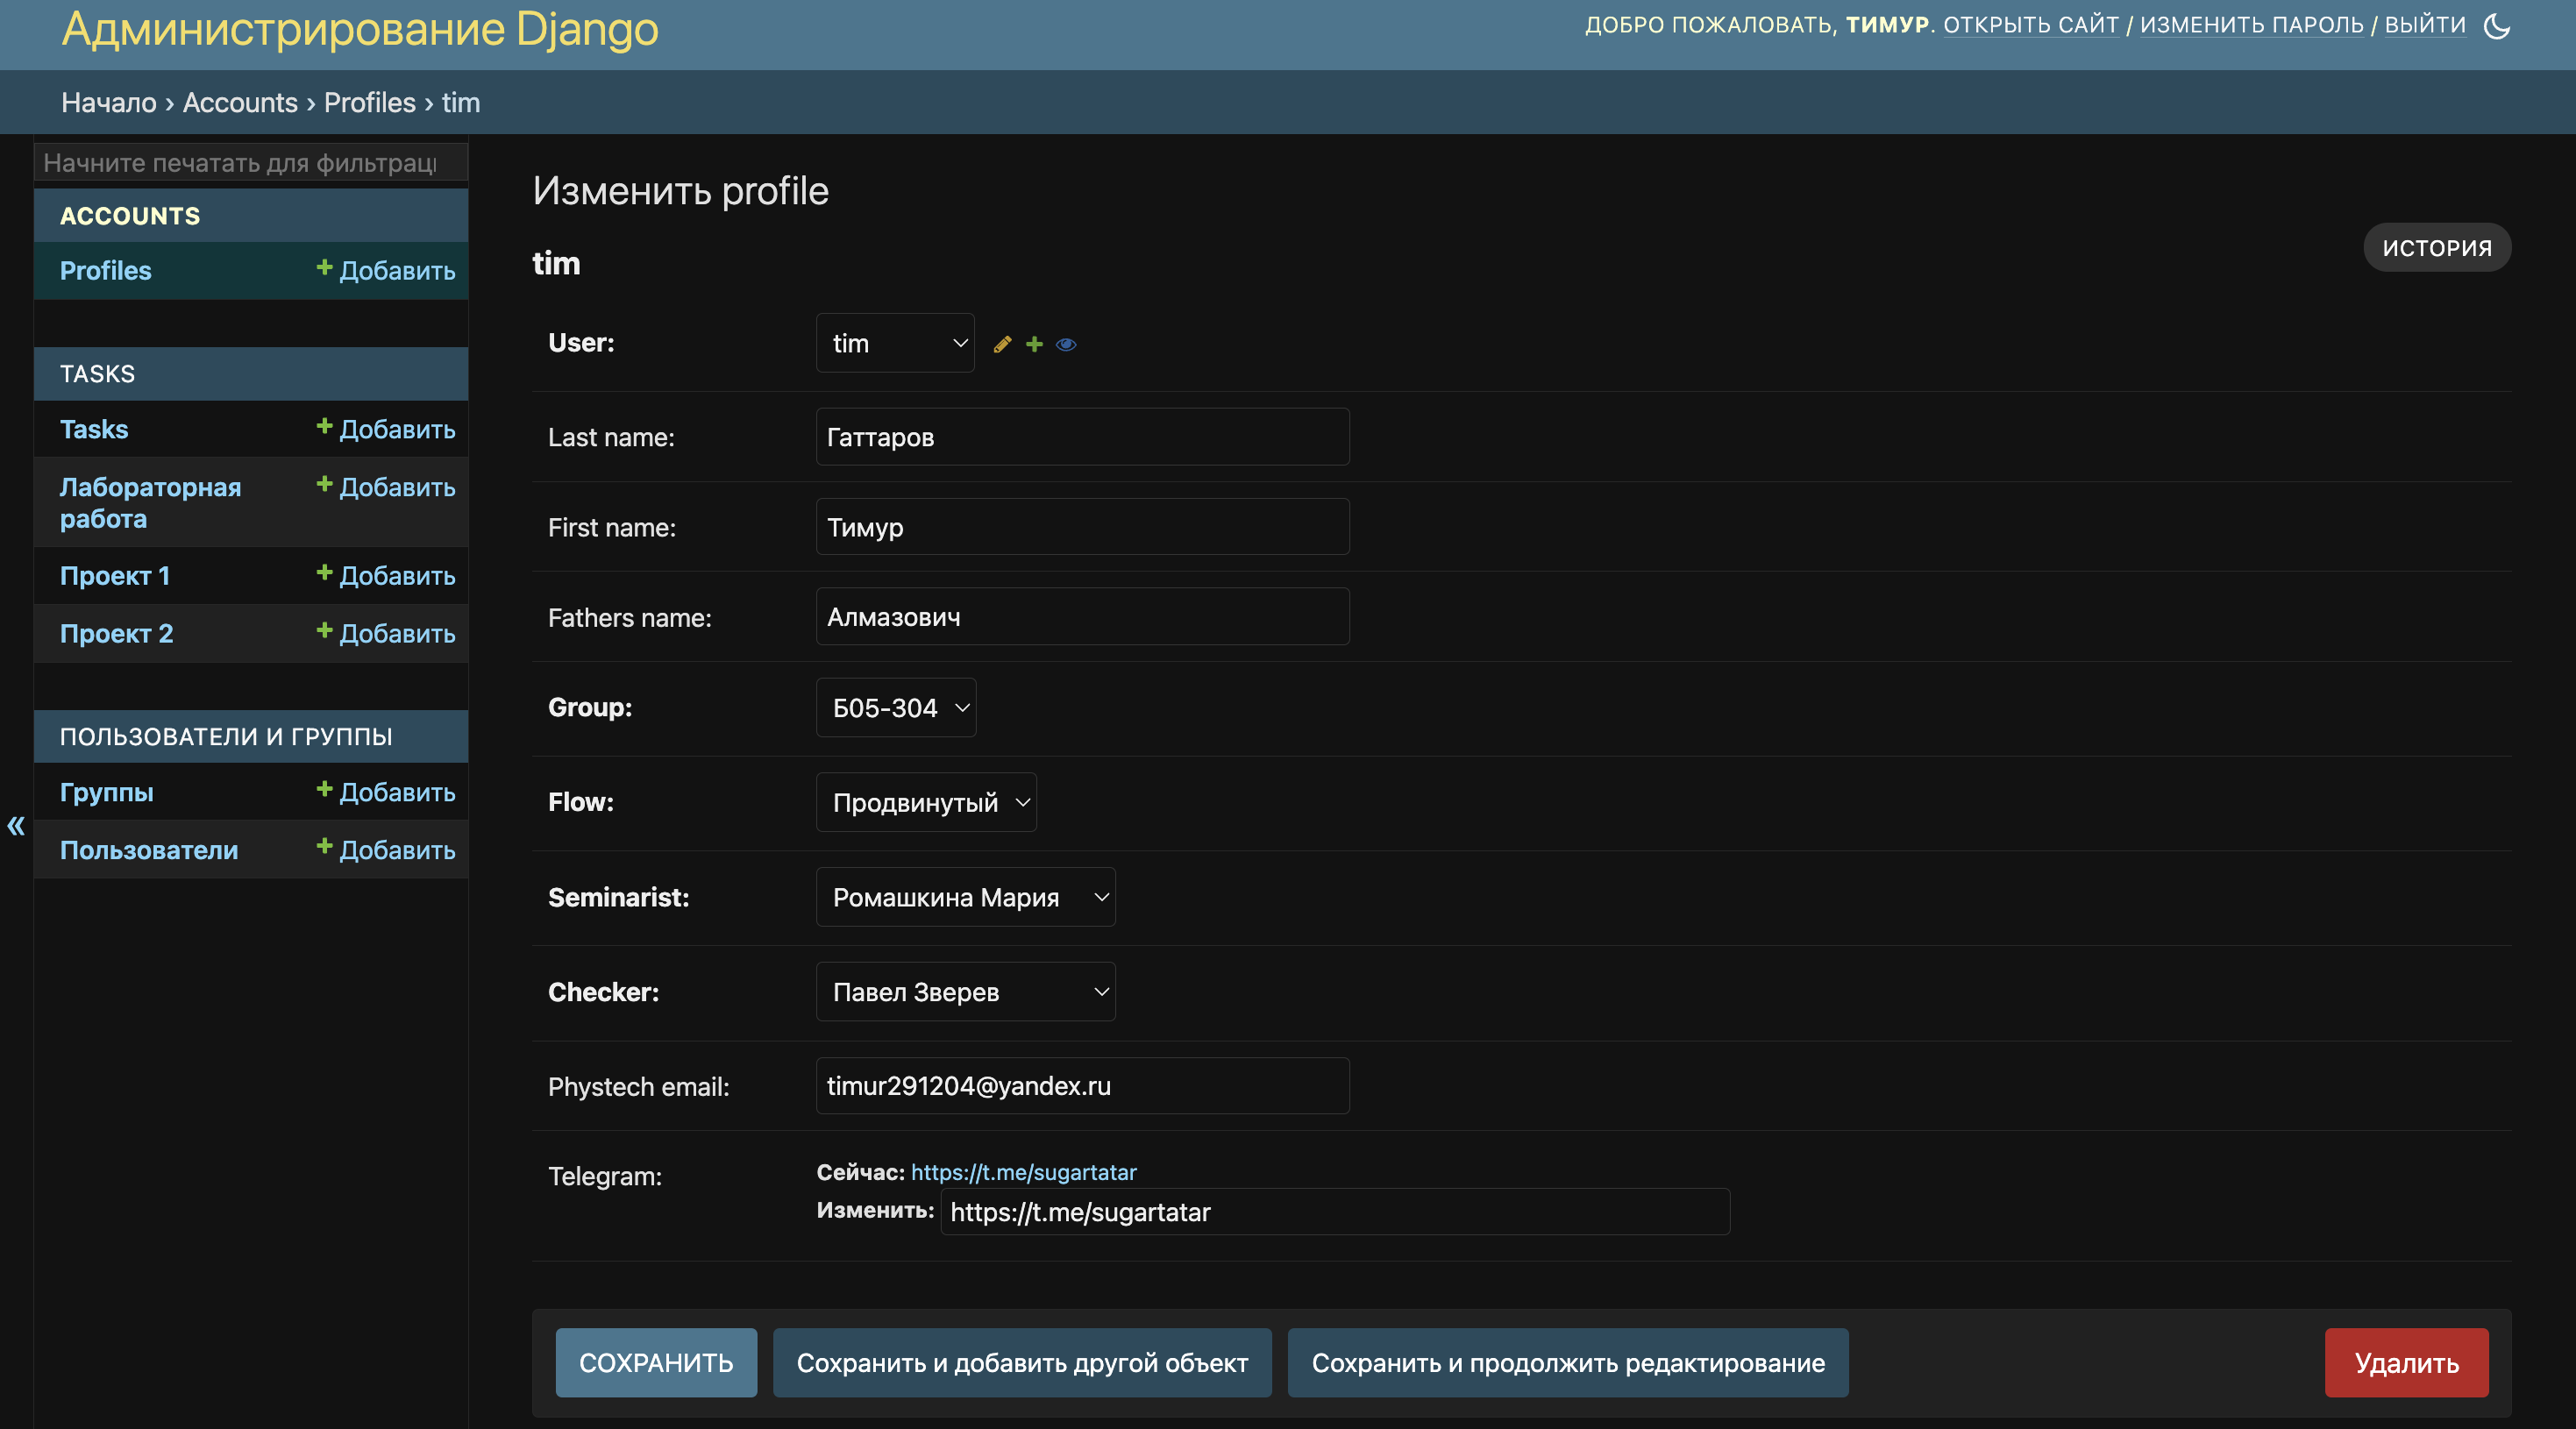 Администрирование Django
ДОБРО ПОЖАЛОВАТЬ, ТИМУР. ОТКРЫТЬ САЙТ / ИЗМЕНИТЬ ПАРОЛЬ / ВЫЙТИ
Начало › Accounts › Profiles › tim
Начните печатать для фильтраци
ACCOUNTS
Profiles + Добавить
TASKS
Tasks + Добавить
Лабораторная работа + Добавить
Проект 1 + Добавить
Проект 2 + Добавить
ПОЛЬЗОВАТЕЛИ И ГРУППЫ
Группы + Добавить
Пользователи + Добавить
«
Изменить profile
tim
ИСТОРИЯ
User: tim
Last name: Гаттаров
First name: Тимур
Fathers name: Алмазович
Group: Б05-304
Flow: Продвинутый
Seminarist: Ромашкина Мария
Checker: Павел Зверев
Phystech email: timur291204@yandex.ru
Telegram: Сейчас: https://t.me/sugartatar
Изменить: https://t.me/sugartatar
СОХРАНИТЬ Сохранить и добавить другой объект Сохранить и продолжить редактирование Удалить